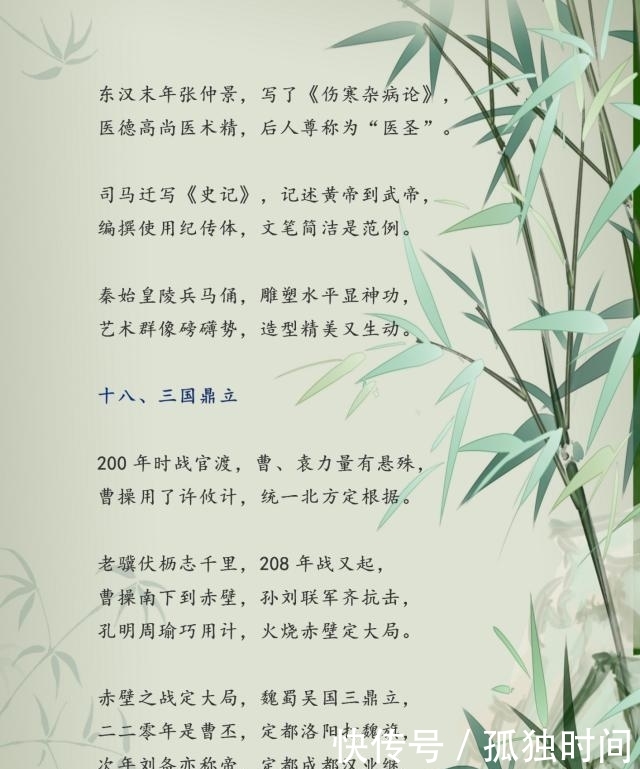 东汉末年张仲景，写了《伤寒杂病论》，
医德高尚医术精，后人尊称为“医圣”。
司马迁写《史记》，记述黄帝到武帝，
编撰使用纪传体，文笔简洁是范例。
秦始皇陵兵马俑，雕塑水平显神功，
艺术群像磅礴势，造型精美又生动。
十八、三国鼎立
200年时战官渡，曹、袁力量有悬殊，
曹操用了许攸计，统一北方定根据。
老骥伏枥志千里，208年战又起，
曹操南下到赤壁，孙刘联军齐抗击，
孔明周瑜巧用计，火烧赤壁定大局。
赤壁之战定大局，魏蜀吴国三鼎立，
二二零年是曹丕，定都洛阳打魏旗，
次年刘备亦称帝，定都成都汉业继
快传号 / 孤独时间